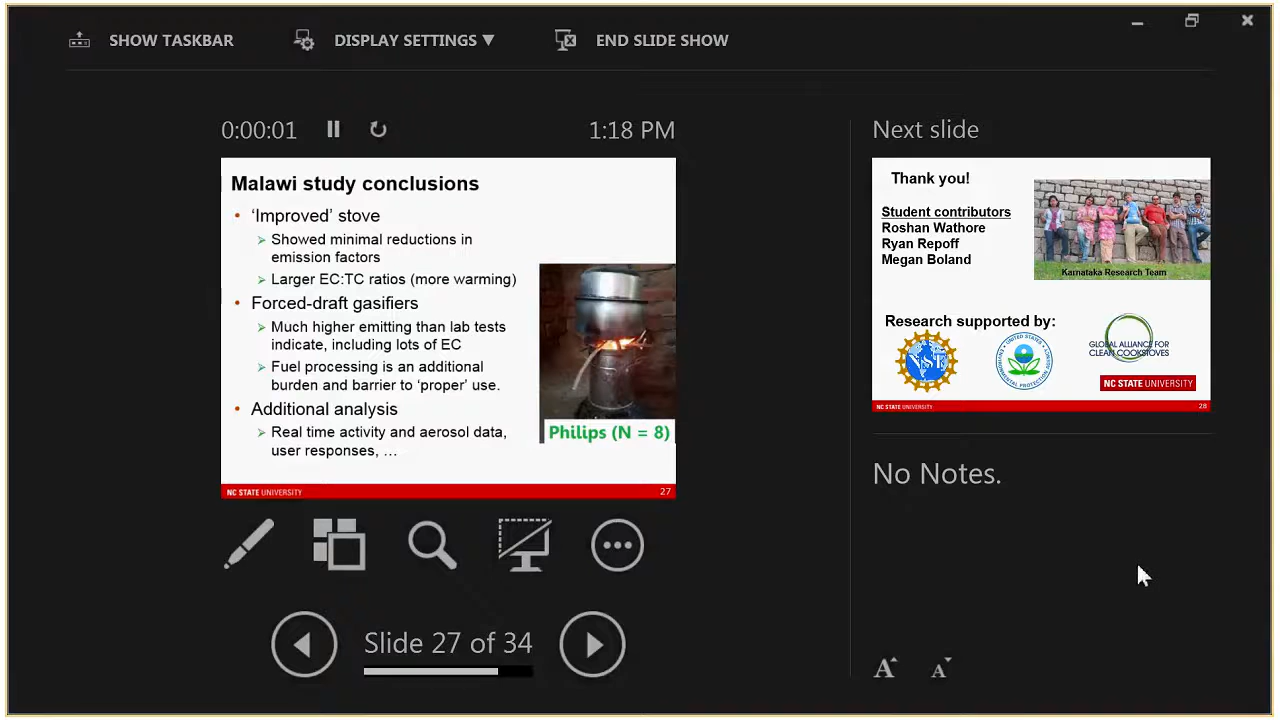 SHOW TASKBAR
DISPLAY SETTINGS ▼
END SLIDE SHOW
0:00:01
1:18 PM
Malawi study conclusions
• ‘Improved’ stove
➢ Showed minimal reductions in
emission factors
➢ Larger EC:TC ratios (more warming)
• Forced-draft gasifiers
➢ Much higher emitting than lab tests
indicate, including lots of EC
➢ Fuel processing is an additional
burden and barrier to ‘proper’ use.
• Additional analysis
➢ Real time activity and aerosol data,
user responses, …
Philips (N = 8)
NC STATE UNIVERSITY
27
Slide 27 of 34
Next slide
Thank you!
Student contributors
Roshan Wathore
Ryan Repoff
Megan Boland
Karnataka Research Team
Research supported by:
UNITED STATES
GLOBAL ALLIANCE FOR
CLEAN COOKSTOVES
NC STATE UNIVERSITY
NC STATE UNIVERSITY
28
No Notes.
A A